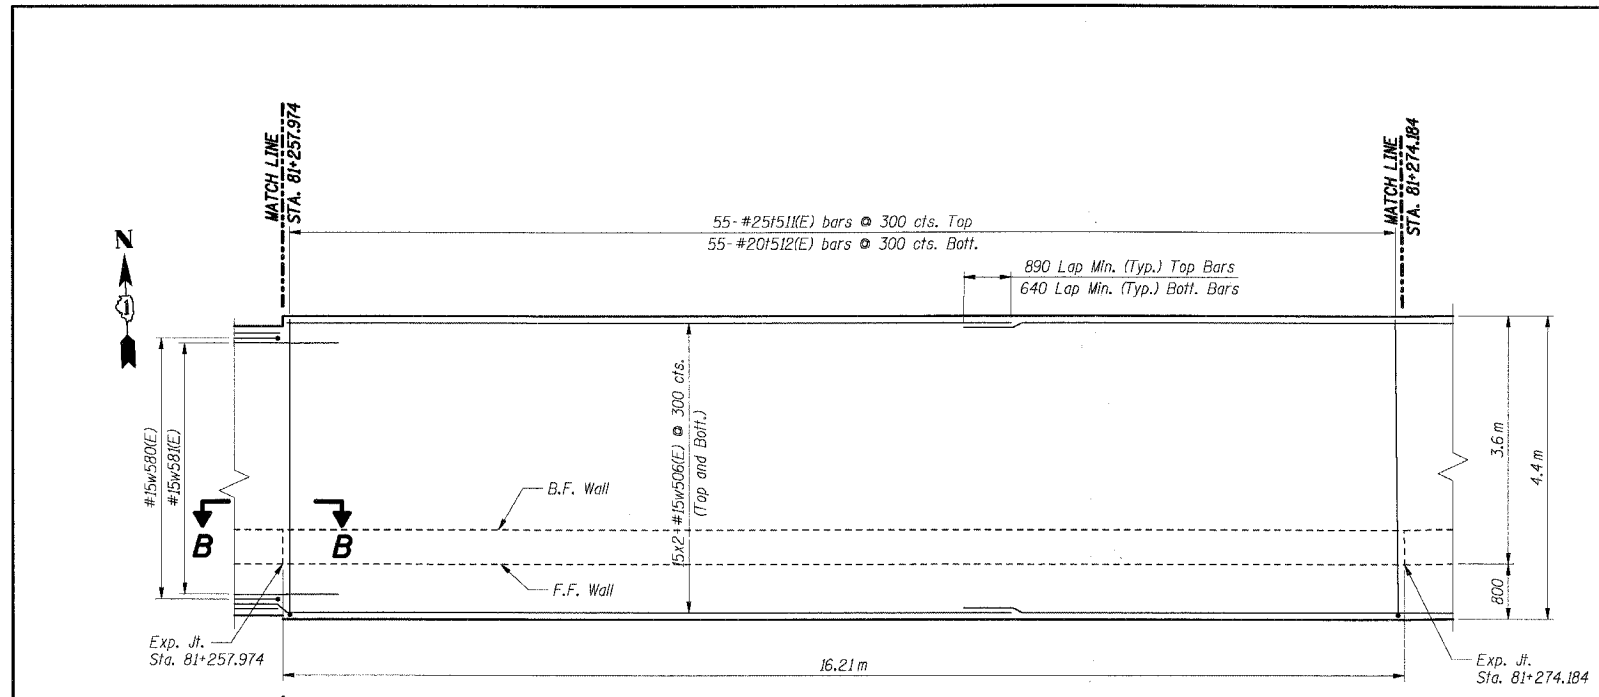 MATCH LINE
STA. 81+257.974
MATCH LINE
STA. 81+274.184
55-#25t511(E) bars @ 300 cts. Top
55-#20t512(E) bars @ 300 cts. Bott.
N
890 Lap Min. (Typ.) Top Bars
640 Lap Min. (Typ.) Bott. Bars
#15w580(E)
#15w581(E)
15x2-#15w506(E) @ 300 cts.
(Top and Bott.)
3.6 m
4.4 m
B.F. Wall
B
B
F.F. Wall
800
Exp. Jt.
Sta. 81+257.974
16.21 m
Exp. Jt.
Sta. 81+274.184